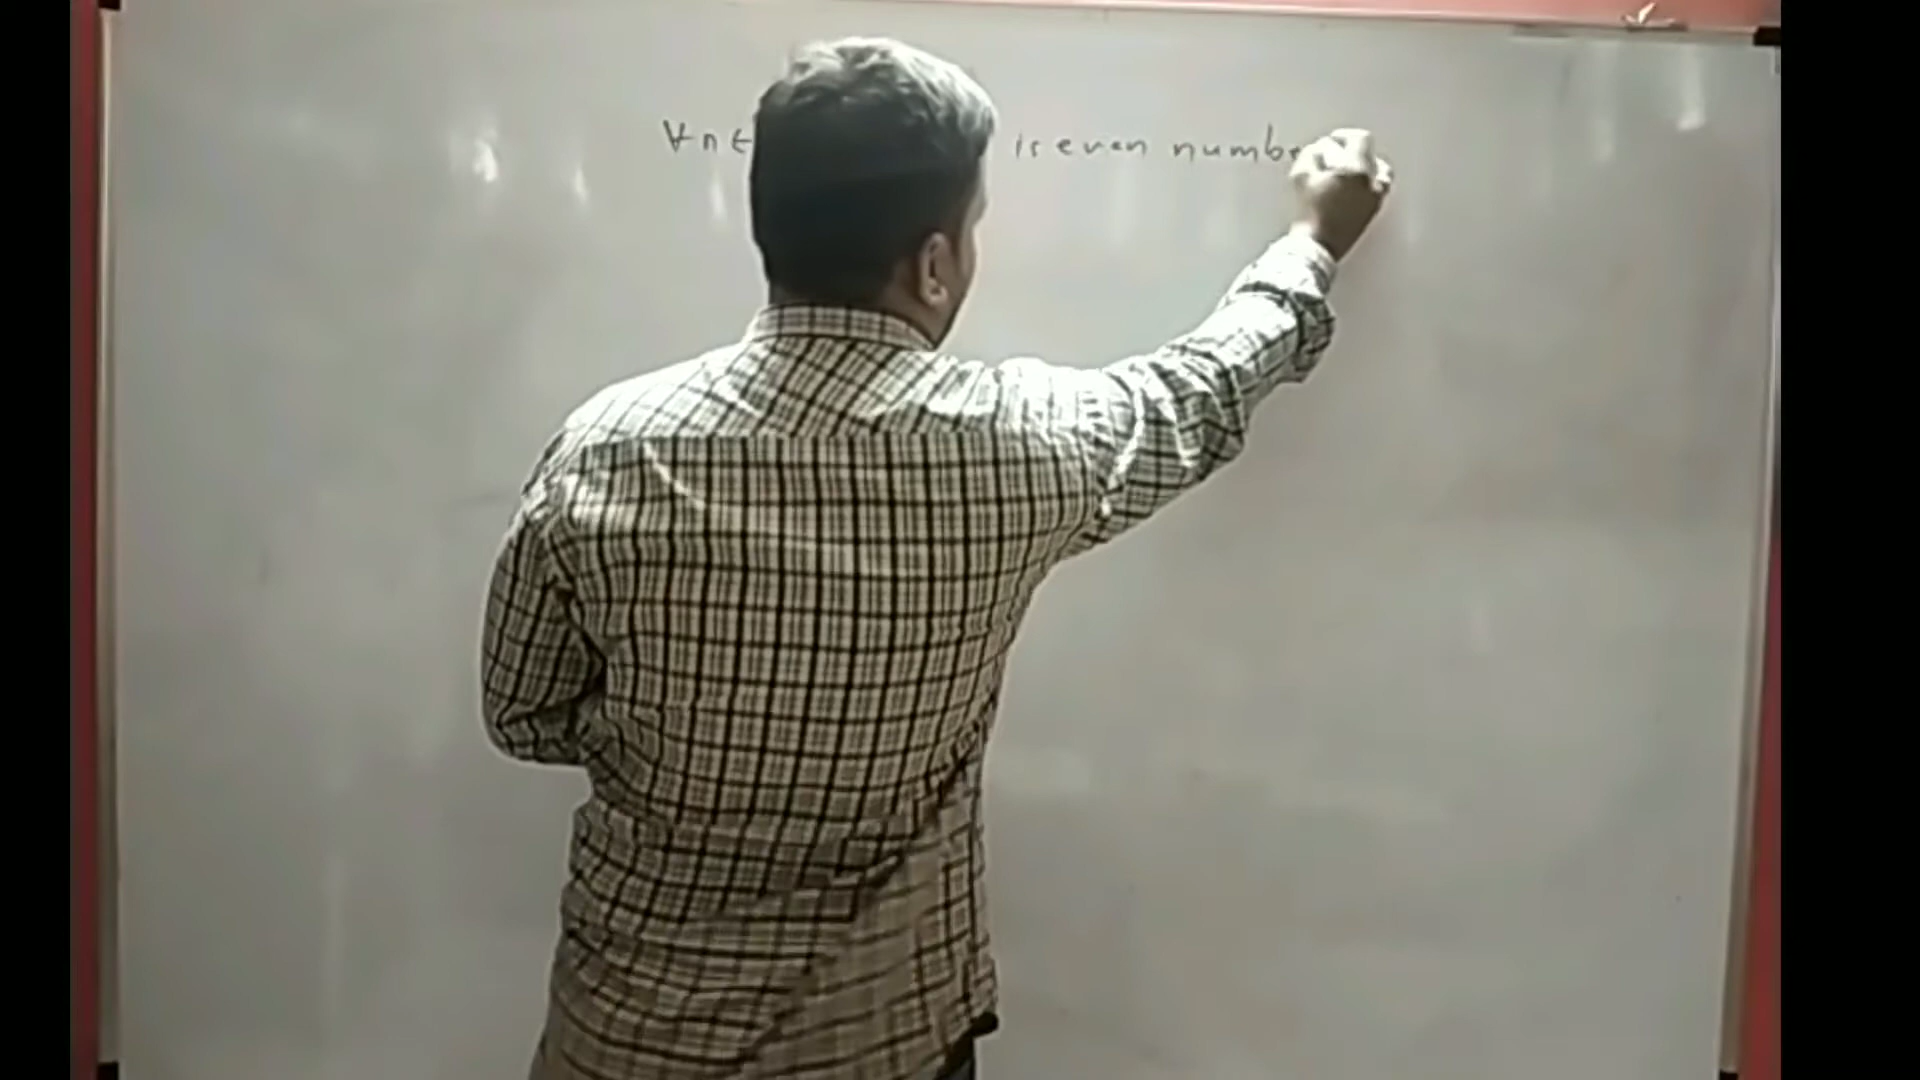 ∀ n ∈ is even numbe